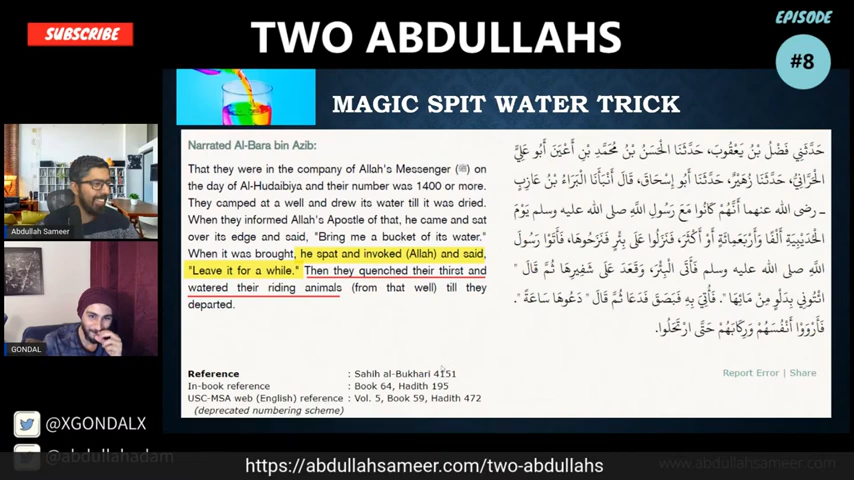 SUBSCRIBE
TWO ABDULLAHS
EPISODE
#8
MAGIC SPIT WATER TRICK
Narrated Al-Bara bin Azib:
That they were in the company of Allah's Messenger (ﷺ) on
the day of Al-Hudaibiya and their number was 1400 or more.
They camped at a well and drew its water till it was dried.
When they informed Allah's Apostle of that, he came and sat
over its edge and said, "Bring me a bucket of its water."
When it was brought, he spat and invoked (Allah) and said,
"Leave it for a while." Then they quenched their thirst and
watered their riding animals (from that well) till they
departed.
حَدَّثَنِي فَضْلُ بْنُ يَعْقُوبَ، حَدَّثَنَا الْحَسَنُ بْنُ مُحَمَّدِ بْنِ أَعْيَنَ أَبُو عَلِيٍّ
الْحَرَّانِيُّ، حَدَّثَنَا زُهَيْرٌ، حَدَّثَنَا أَبُو إِسْحَاقَ، قَالَ أَنْبَأَنَا الْبَرَاءُ بْنُ عَازِبٍ
ـ رضى الله عنهما أَنَّهُمْ كَانُوا مَعَ رَسُولِ اللَّهِ صلى الله عليه وسلم يَوْمَ
الْحُدَيْبِيَةِ أَلْفًا وَأَرْبَعَمِائَةٍ أَوْ أَكْثَرَ، فَنَزَلُوا عَلَى بِئْرٍ فَنَزَحُوهَا، فَأَتَوْا رَسُولَ
اللَّهِ صلى الله عليه وسلم فَأَتَى الْبِئْرَ، وَقَعَدَ عَلَى شَفِيرِهَا ثُمَّ قَالَ "
ائْتُونِي بِدَلْوٍ مِنْ مَائِهَا ". فَأُتِيَ بِهِ فَبَصَقَ فَدَعَا ثُمَّ قَالَ " دَعُوهَا سَاعَةً ".
فَأَرْوَوْا أَنْفُسَهُمْ وَرِكَابَهُمْ حَتَّى ارْتَحَلُوا.
Reference : Sahih al-Bukhari 4151
In-book reference : Book 64, Hadith 195
USC-MSA web (English) reference : Vol. 5, Book 59, Hadith 472
(deprecated numbering scheme)
Report Error | Share
Abdullah Sameer
GONDAL
@XGONDALX
@abdullahadam
https://abdullahsameer.com/two-abdullahs
www.abdullahsameer.com